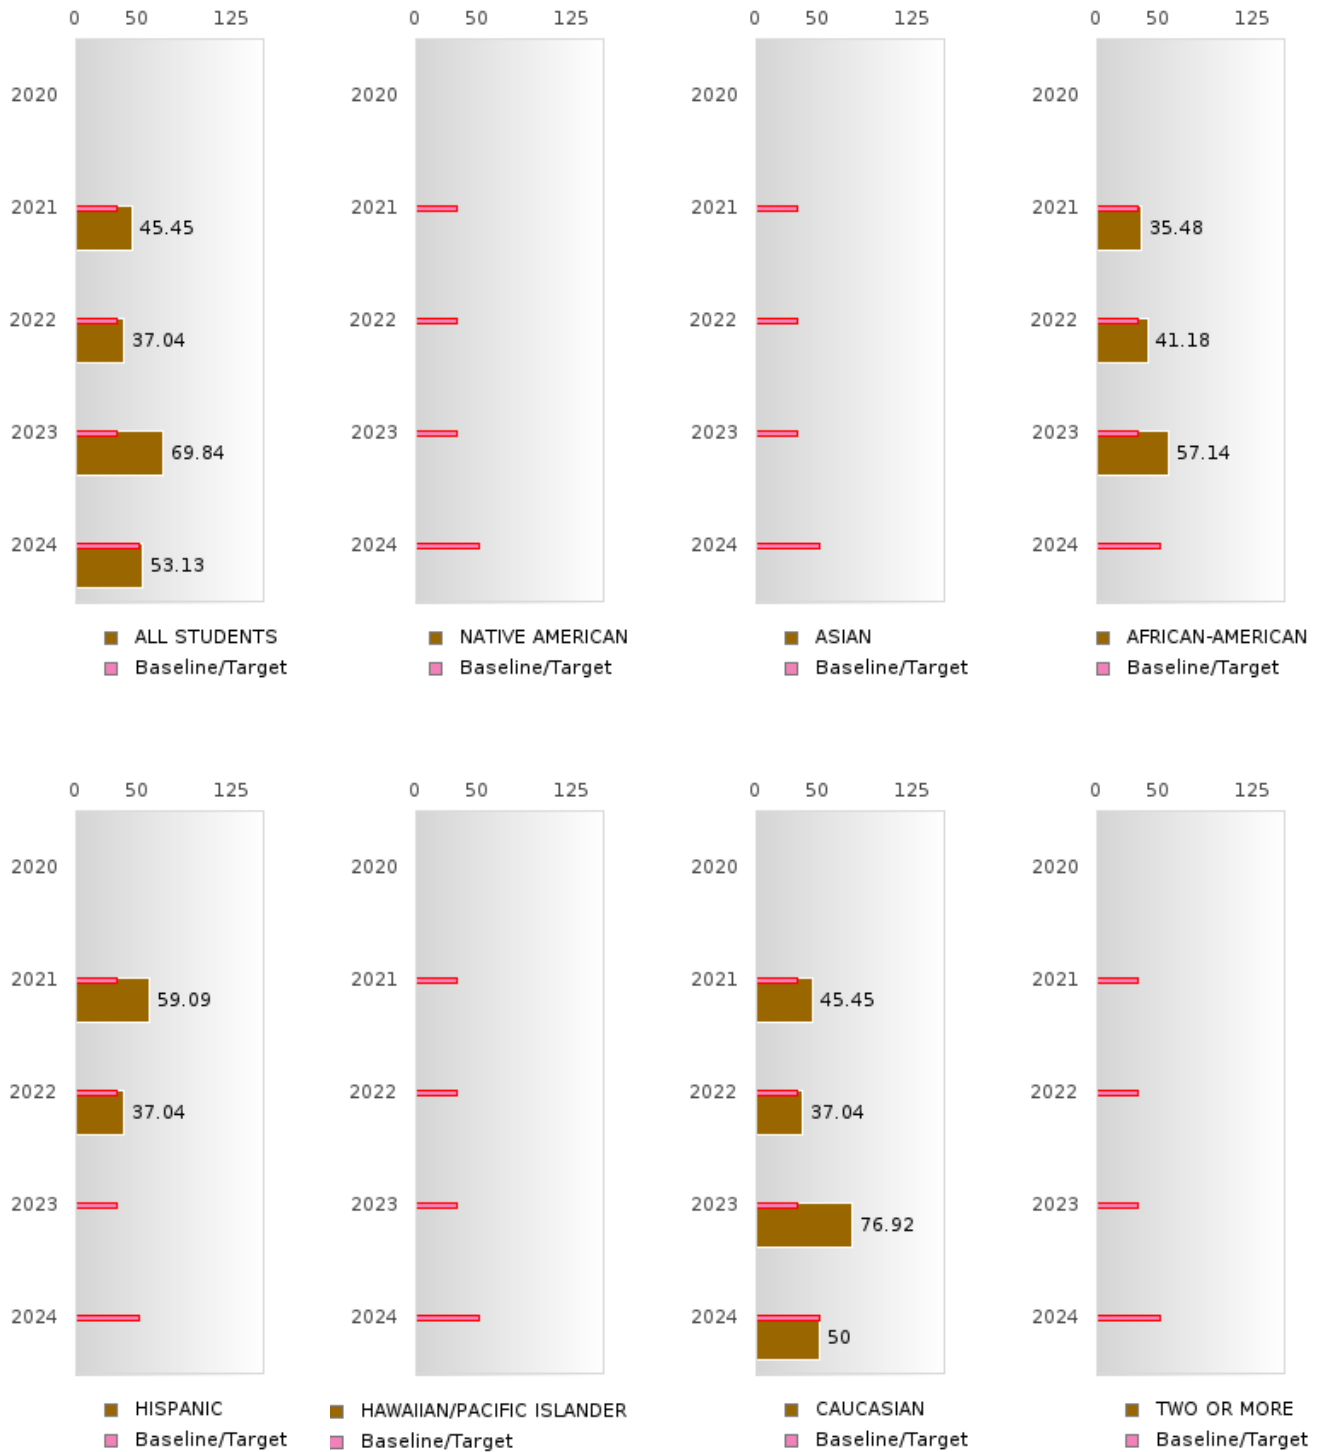 0 50 125 0 50 125 0 50 125 0 50 125
2020 2020 2020 2020
2021 2021 2021 2021
45.45 35.48
2022 2022 2022 2022
37.04 41.18
2023 2023 2023 2023
69.84 57.14
2024 2024 2024 2024
53.13
ALL STUDENTS NATIVE AMERICAN ASIAN AFRICAN-AMERICAN
Baseline/Target Baseline/Target Baseline/Target Baseline/Target
0 50 125 0 50 125 0 50 125 0 50 125
2020 2020 2020 2020
2021 2021 2021 2021
59.09 45.45
2022 2022 2022 2022
37.04 37.04
2023 2023 2023 2023
76.92
2024 2024 2024 2024
50
HISPANIC HAWAIIAN/PACIFIC ISLANDER CAUCASIAN TWO OR MORE
Baseline/Target Baseline/Target Baseline/Target Baseline/Target